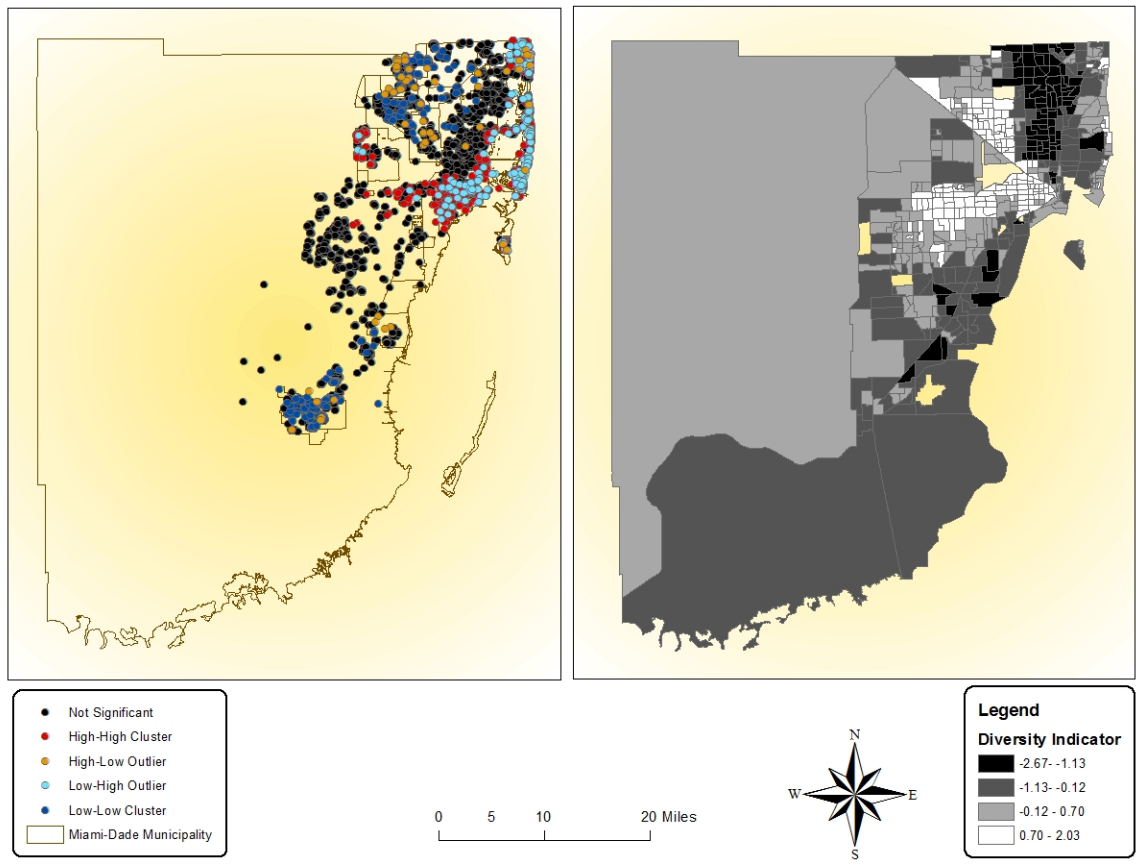 Not Significant
High-High Cluster
High-Low Outlier
Low-High Outlier
Low-Low Cluster
Miami-Dade Municipality
0 5 10 20 Miles
N
W E
S
Legend
Diversity Indicator
-2.67- -1.13
-1.13- -0.12
-0.12 - 0.70
0.70 - 2.03